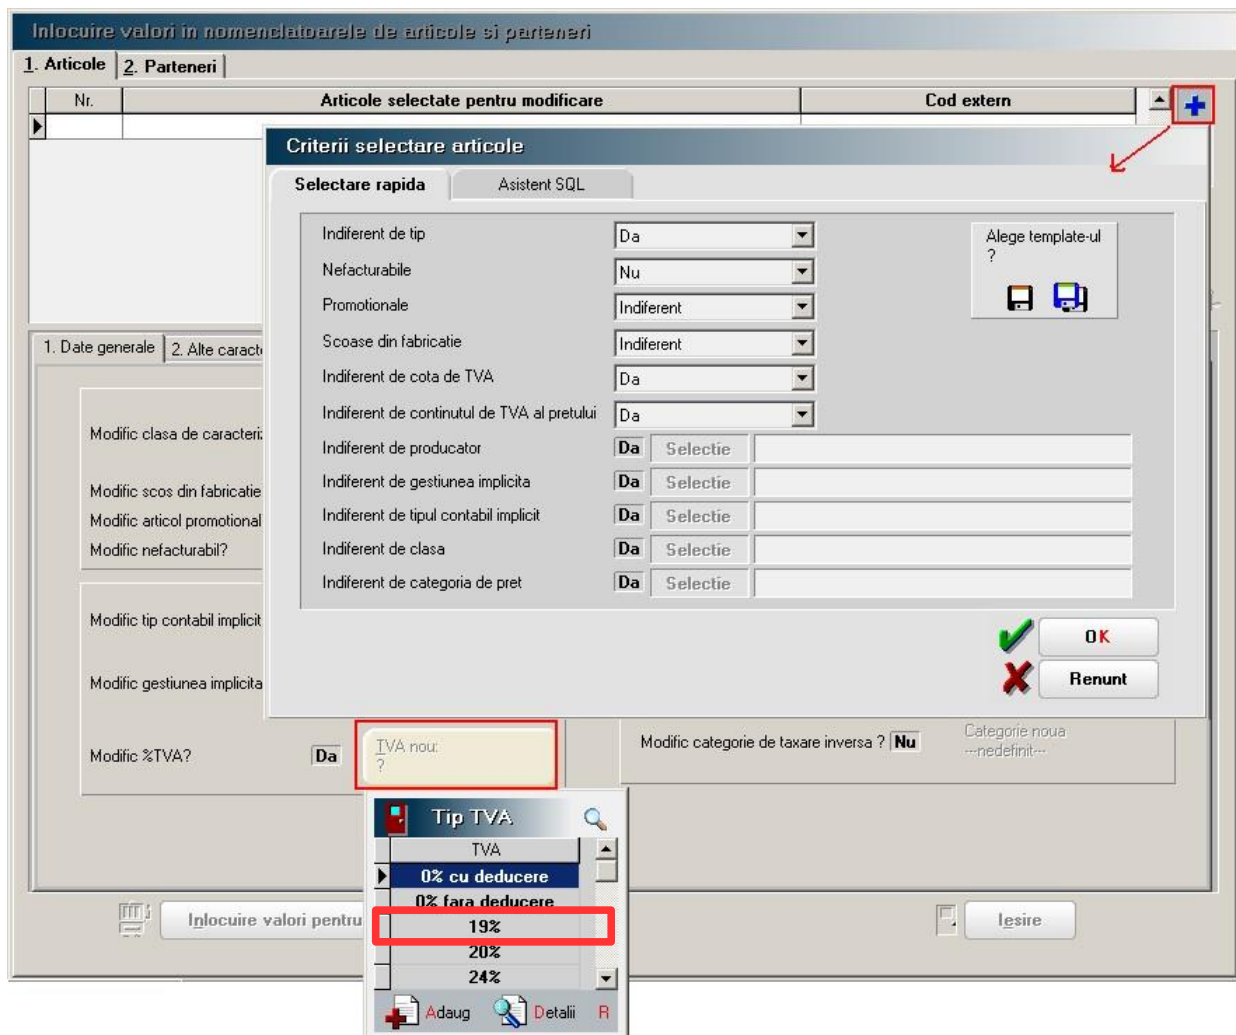 Inlocuire valori in nomenclatoarele de articole si parteneri
1. Articole 2. Parteneri
Nr. Articole selectate pentru modificare Cod extern
Criterii selectare articole
Selectare rapida Asistent SQL
Indiferent de tip Da
Alege template-ul
?
Nefacturabile Nu
Promotionale Indiferent
Scoase din fabricatie Indiferent
Indiferent de cota de TVA Da
Indiferent de continutul de TVA al pretului Da
Indiferent de producator Da Selectie
Indiferent de gestiunea implicita Da Selectie
Indiferent de tipul contabil implicit Da Selectie
Indiferent de clasa Da Selectie
Indiferent de categoria de pret Da Selectie
OK
Renunt
1. Date generale 2. Alte caracte
Modific clasa de caracteri
Modific scos din fabricatie
Modific articol promotional
Modific nefacturabil?
Modific tip contabil implicit
Modific gestiunea implicita
Modific %TVA? Da TVA nou:
?
Modific categorie de taxare inversa ? Nu Categorie noua
---nedefinit---
Tip TVA
TVA
0% cu deducere
0% fara deducere
19%
20%
24%
Adaug Detalii R
Inlocuire valori pentru
Iesire